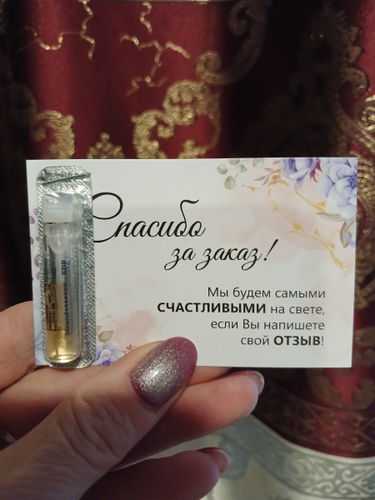 Спасибо
за заказ!
Мы будем самыми
СЧАСТЛИВЫМИ на свете,
если Вы напишете
свой ОТЗЫВ!